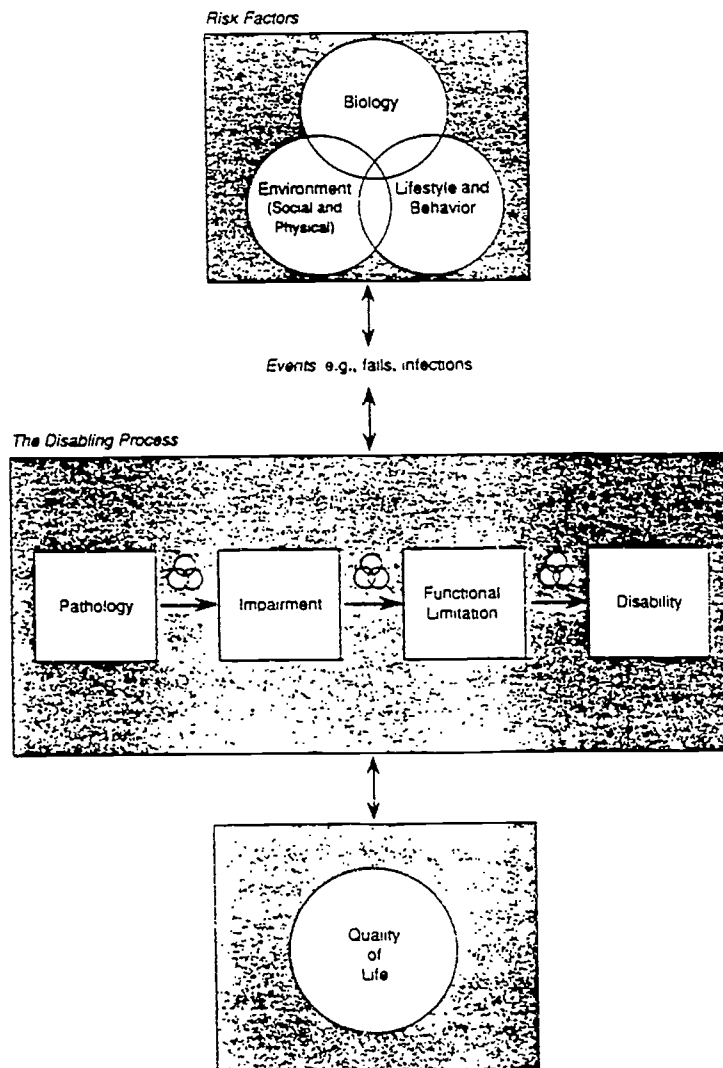 Risk Factors
Biology
Environment
(Social and
Physical)
Lifestyle and
Behavior
Events e.g., falls, infections
The Disabling Process
Pathology
Impairment
Functional
Limitation
Disability
Quality
of
Life